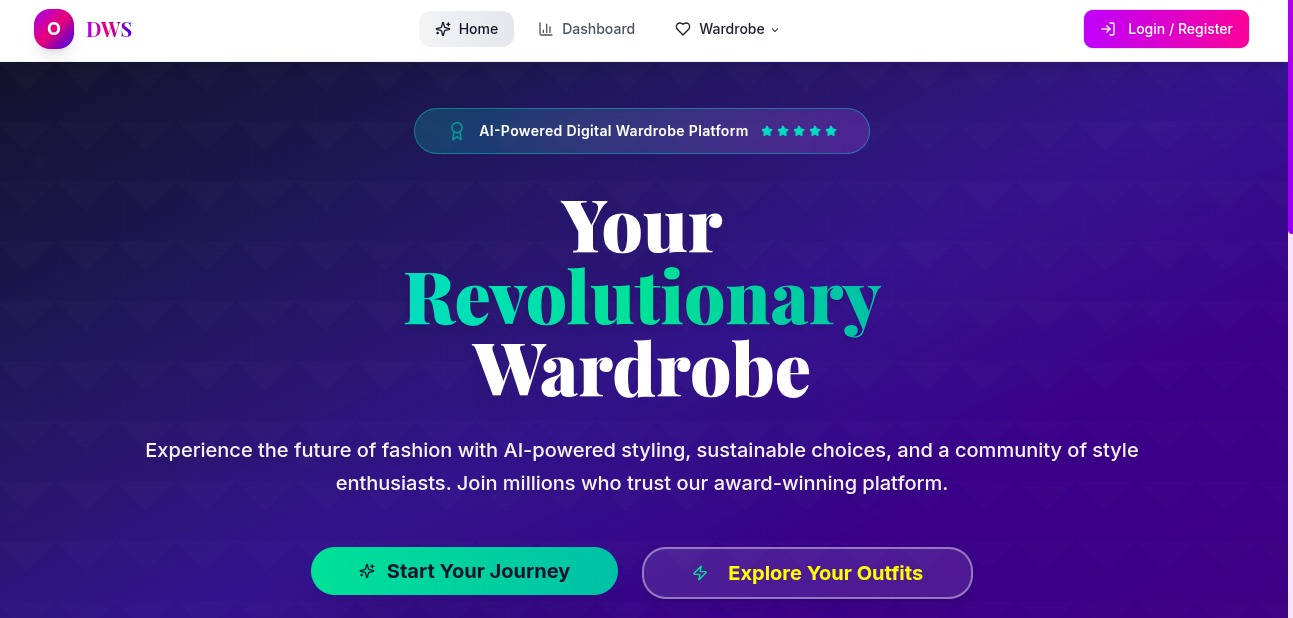 O DWS Home Dashboard Wardrobe Login / Register
AI-Powered Digital Wardrobe Platform
Your
Revolutionary
Wardrobe
Experience the future of fashion with AI-powered styling, sustainable choices, and a community of style
enthusiasts. Join millions who trust our award-winning platform.
Start Your Journey Explore Your Outfits